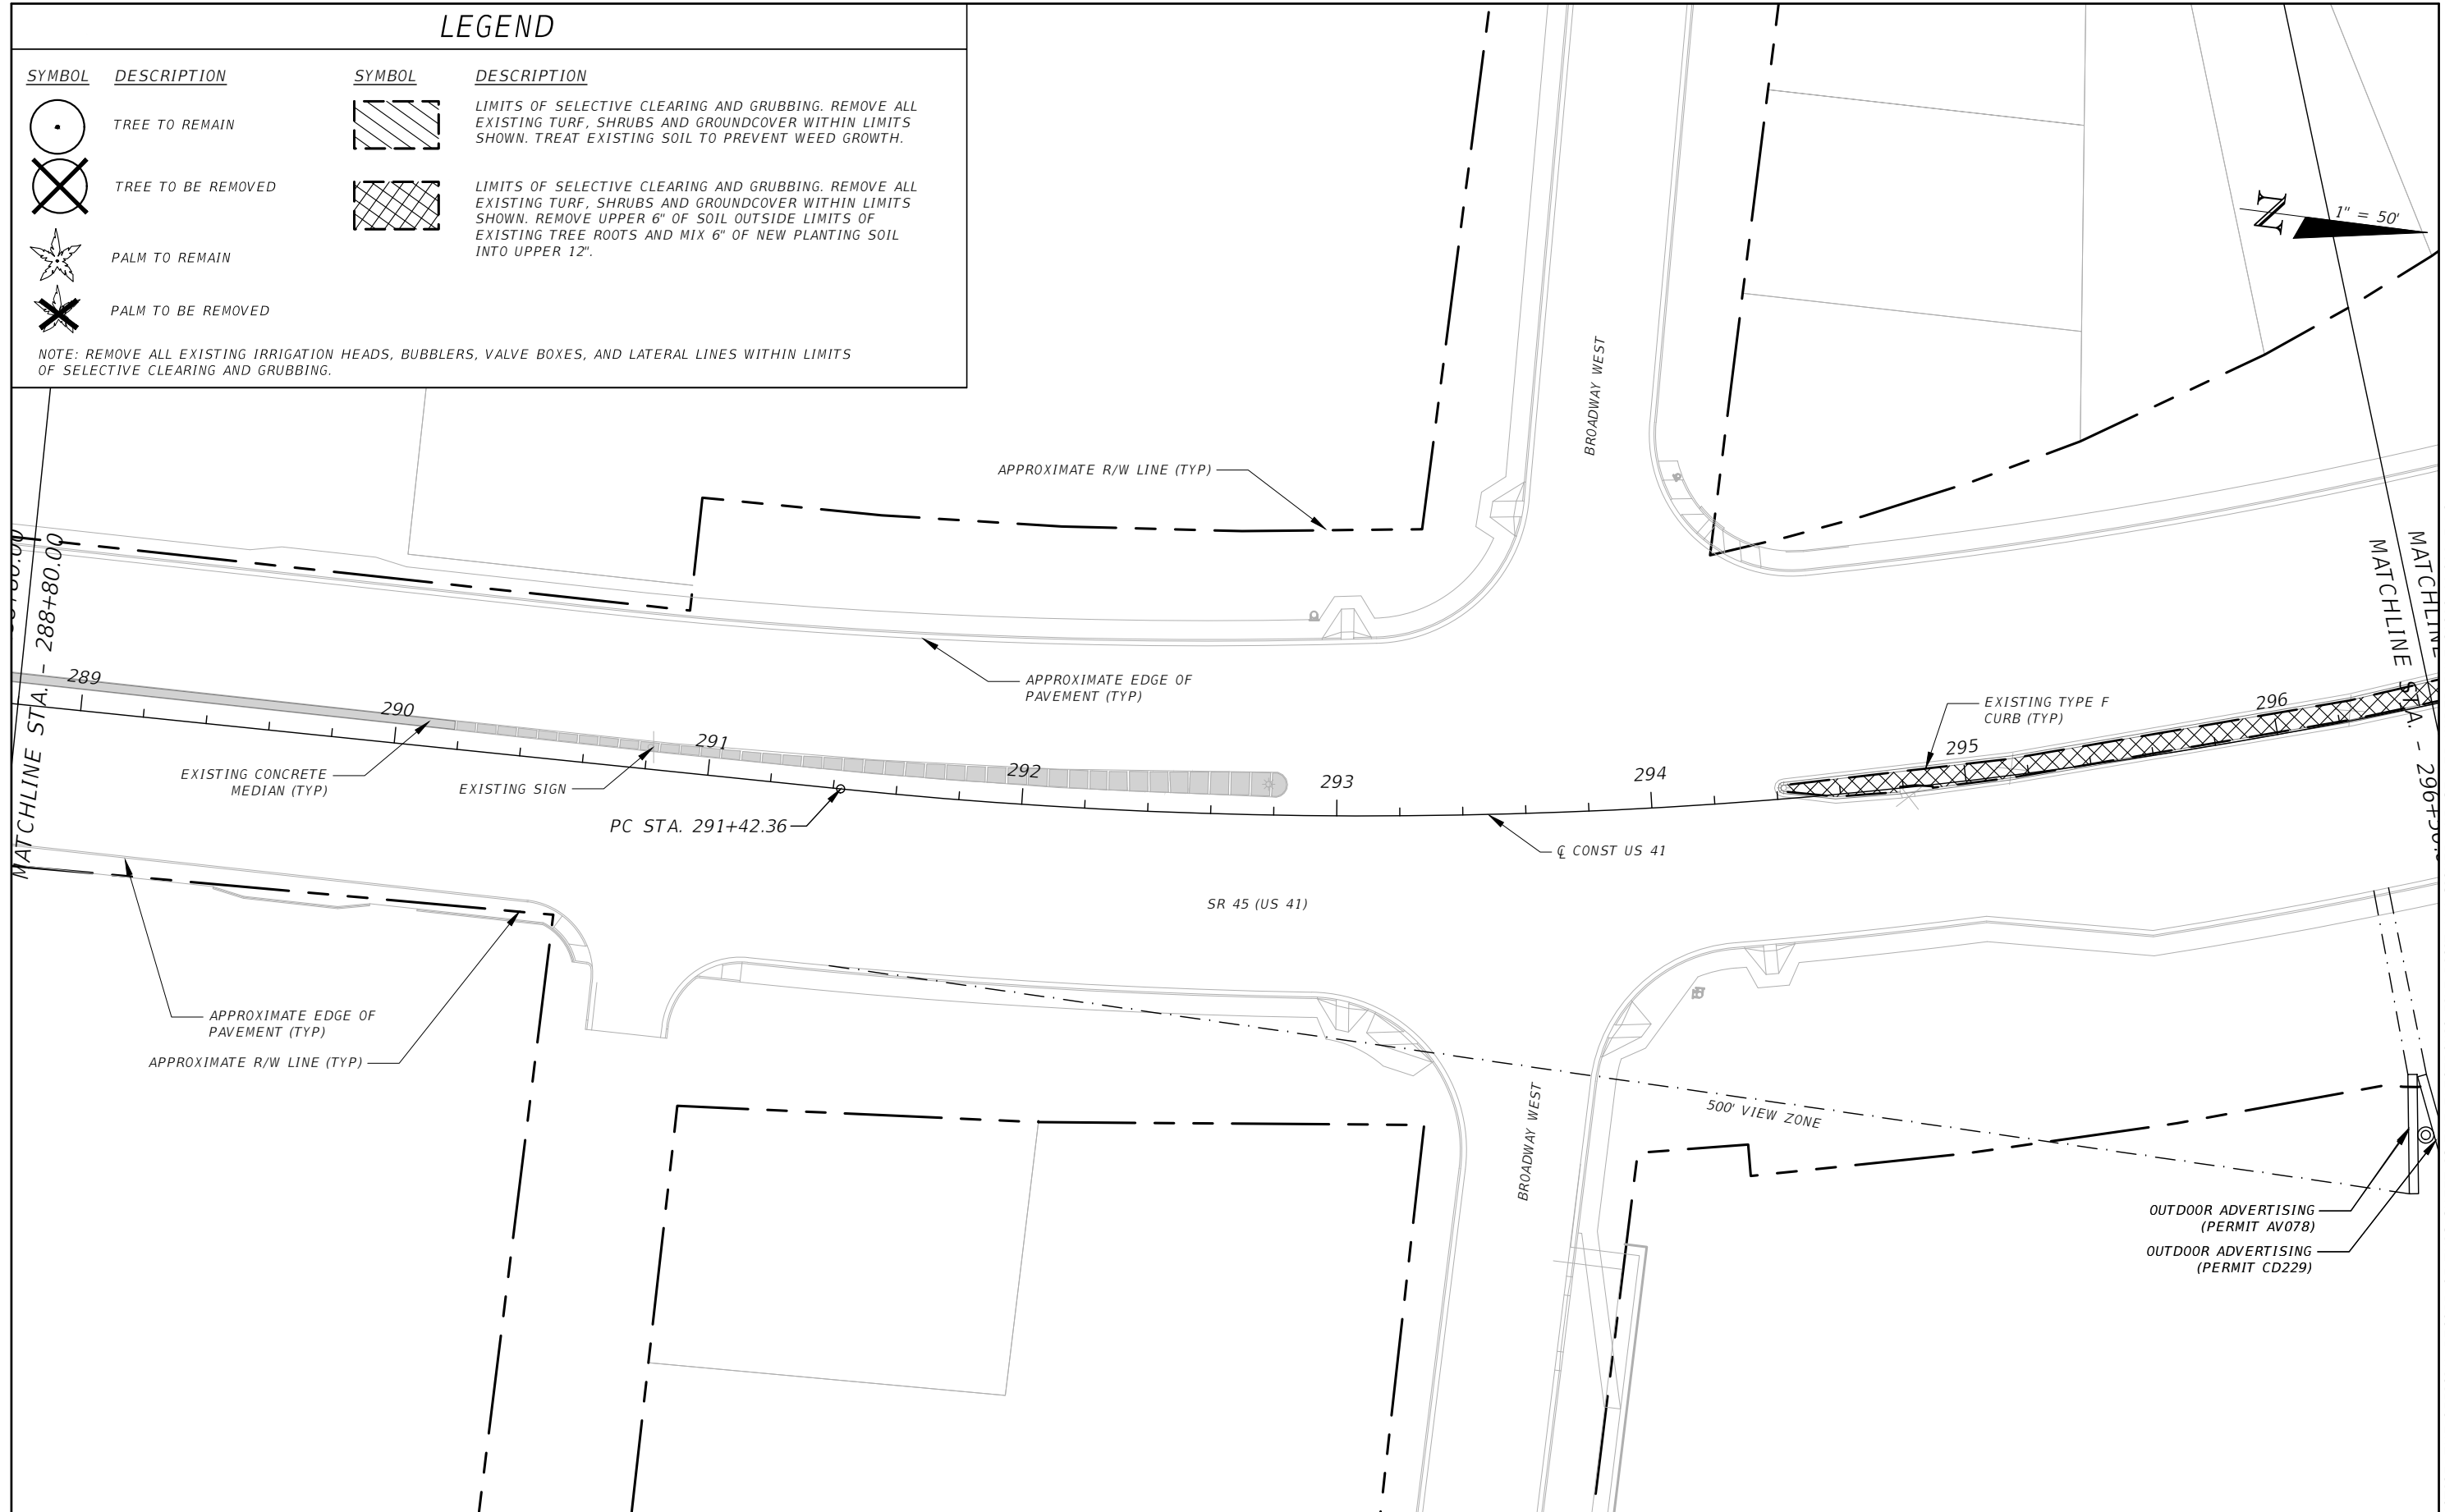 LEGEND
SYMBOL DESCRIPTION SYMBOL DESCRIPTION
TREE TO REMAIN
TREE TO BE REMOVED
PALM TO REMAIN
PALM TO BE REMOVED
LIMITS OF SELECTIVE CLEARING AND GRUBBING. REMOVE ALL
EXISTING TURF, SHRUBS AND GROUNDCOVER WITHIN LIMITS
SHOWN. TREAT EXISTING SOIL TO PREVENT WEED GROWTH.
LIMITS OF SELECTIVE CLEARING AND GRUBBING. REMOVE ALL
EXISTING TURF, SHRUBS AND GROUNDCOVER WITHIN LIMITS
SHOWN. REMOVE UPPER 6" OF SOIL OUTSIDE LIMITS OF
EXISTING TREE ROOTS AND MIX 6" OF NEW PLANTING SOIL
INTO UPPER 12".
NOTE: REMOVE ALL EXISTING IRRIGATION HEADS, BUBBLERS, VALVE BOXES, AND LATERAL LINES WITHIN LIMITS
OF SELECTIVE CLEARING AND GRUBBING.
N
1" = 50'
BROADWAY WEST
APPROXIMATE R/W LINE (TYP)
MATCHLINE STA. - 288+80.00
MATCHLINE
MATCHLINE STA. - 296+50.
APPROXIMATE EDGE OF
PAVEMENT (TYP)
289
290
291
292
293
294
295
296
EXISTING TYPE F
CURB (TYP)
EXISTING CONCRETE
MEDIAN (TYP)
EXISTING SIGN
PC STA. 291+42.36
℄ CONST US 41
SR 45 (US 41)
APPROXIMATE EDGE OF
PAVEMENT (TYP)
APPROXIMATE R/W LINE (TYP)
BROADWAY WEST
500' VIEW ZONE
OUTDOOR ADVERTISING
(PERMIT AV078)
OUTDOOR ADVERTISING
(PERMIT CD229)